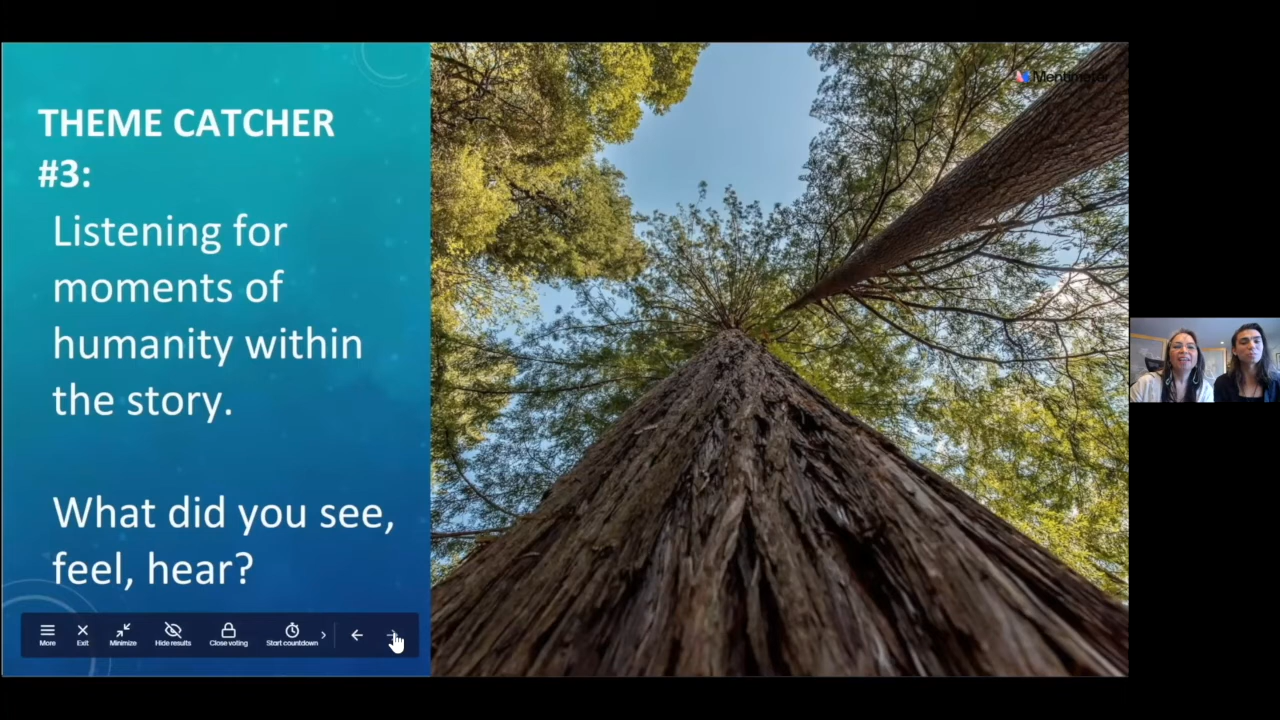 THEME CATCHER
#3:
Listening for
moments of
humanity within
the story.
What did you see,
feel, hear?
Mentimeter
More
Exit
Minimize
Hide results
Close voting
Start countdown